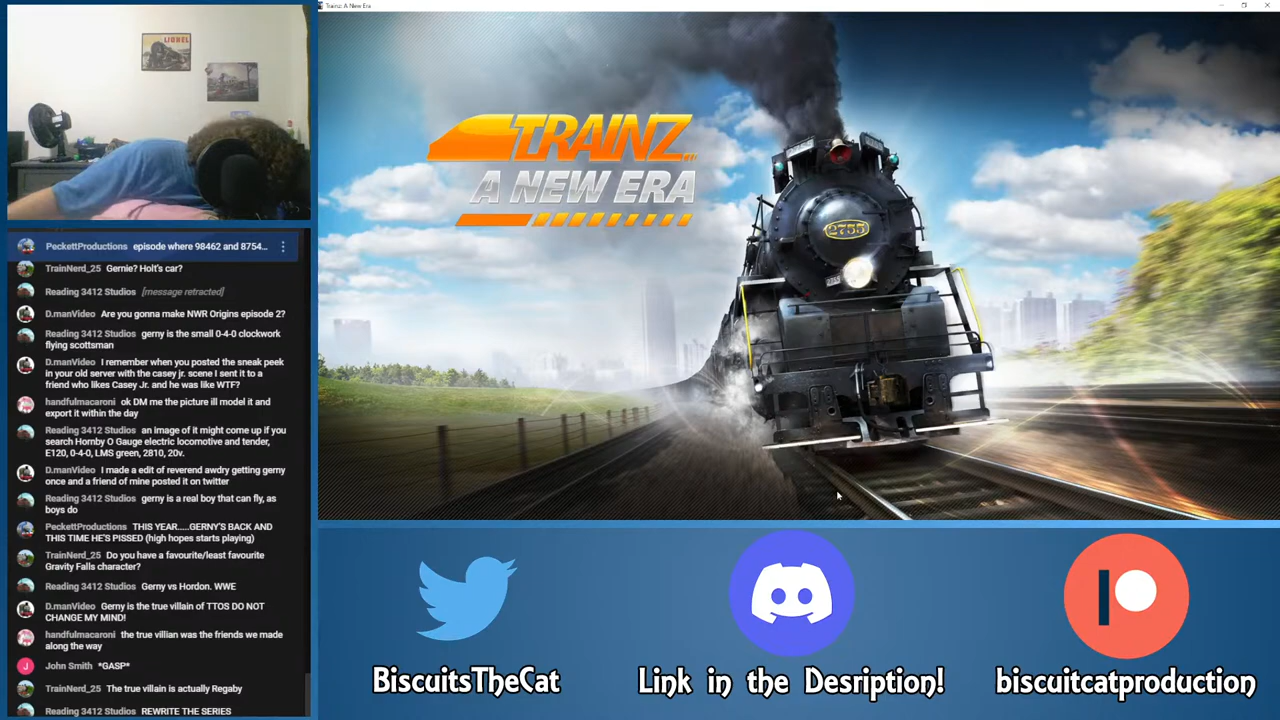 Trainz: A New Era
LIONEL
PeckettProductions episode where 98462 and 8754...
TrainNerd_25 Gernie? Holt's car?
Reading 3412 Studios [message retracted]
D.manVideo Are you gonna make NWR Origins episode 2?
Reading 3412 Studios gerny is the small 0-4-0 clockwork
flying scottsman
D.manVideo I remember when you posted the sneak peek
in your old server with the casey jr. scene I sent it to a
friend who likes Casey Jr. and he was like WTF?
handfulmacaroni ok DM me the picture ill model it and
export it within the day
Reading 3412 Studios an image of it might come up if you
search Hornby O Gauge electric locomotive and tender,
E120, 0-4-0, LMS green, 2810, 20v.
D.manVideo I made a edit of reverend awdry getting gerny
once and a friend of mine posted it on twitter
Reading 3412 Studios gerny is a real boy that can fly, as
boys do
PeckettProductions THIS YEAR.....GERNY'S BACK AND
THIS TIME HE'S PISSED (high hopes starts playing)
TrainNerd_25 Do you have a favourite/least favourite
Gravity Falls character?
Reading 3412 Studios Gerny vs Hordon. WWE
D.manVideo Gerny is the true villain of TTOS DO NOT
CHANGE MY MIND!
handfulmacaroni the true villian was the friends we made
along the way
J John Smith *GASP*
TrainNerd_25 The true villain is actually Regaby
Reading 3412 Studios REWRITE THE SERIES
TRAINZ
A NEW ERA
2755
BiscuitsTheCat
Link in the Desription!
biscuitcatproduction